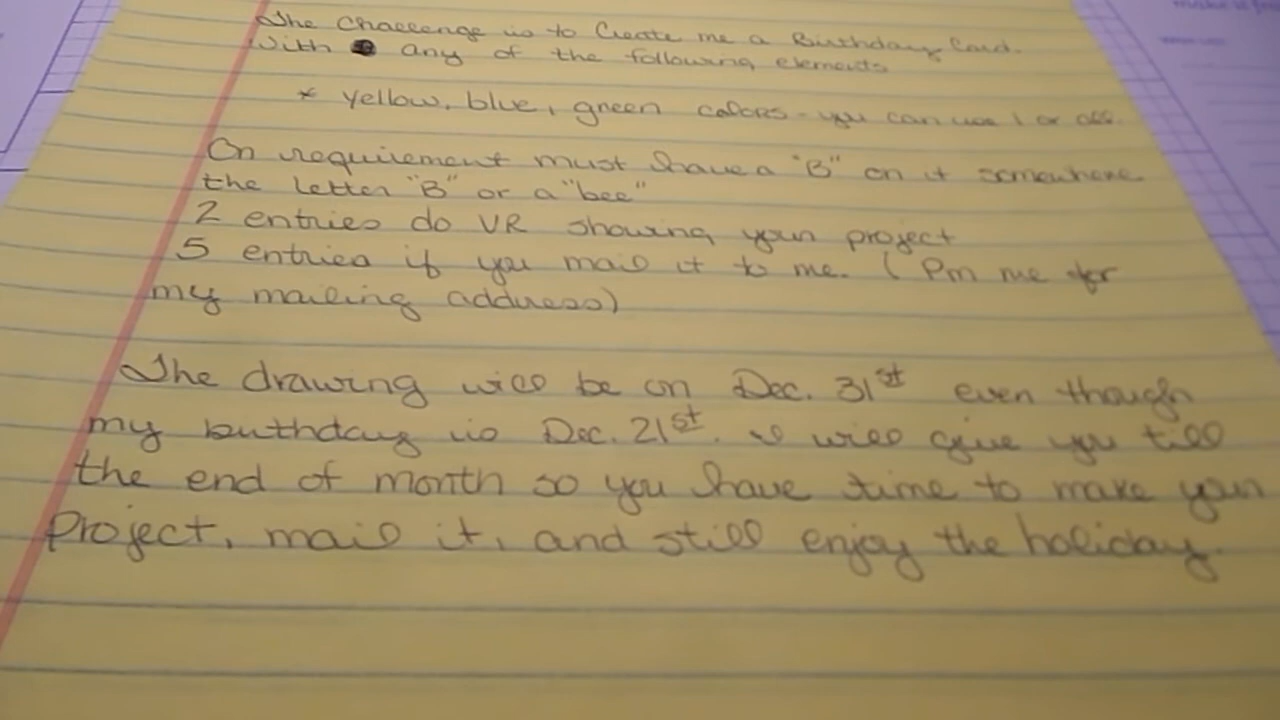 The Challenge is to Create me a Birthday Card.
With any of the following elements
* yellow, blue, green colors - you can use 1 or all.
On requirement must have a "B" on it somewhere
the letter "B" or a "bee"
2 entries do VR showing your project
5 entries if you mail it to me. (Pm me for
my mailing address)
The drawing will be on Dec. 31st even though
my birthday is Dec. 21st. I will give you till
the end of month so you have time to make your
Project, mail it, and still enjoy the holiday.